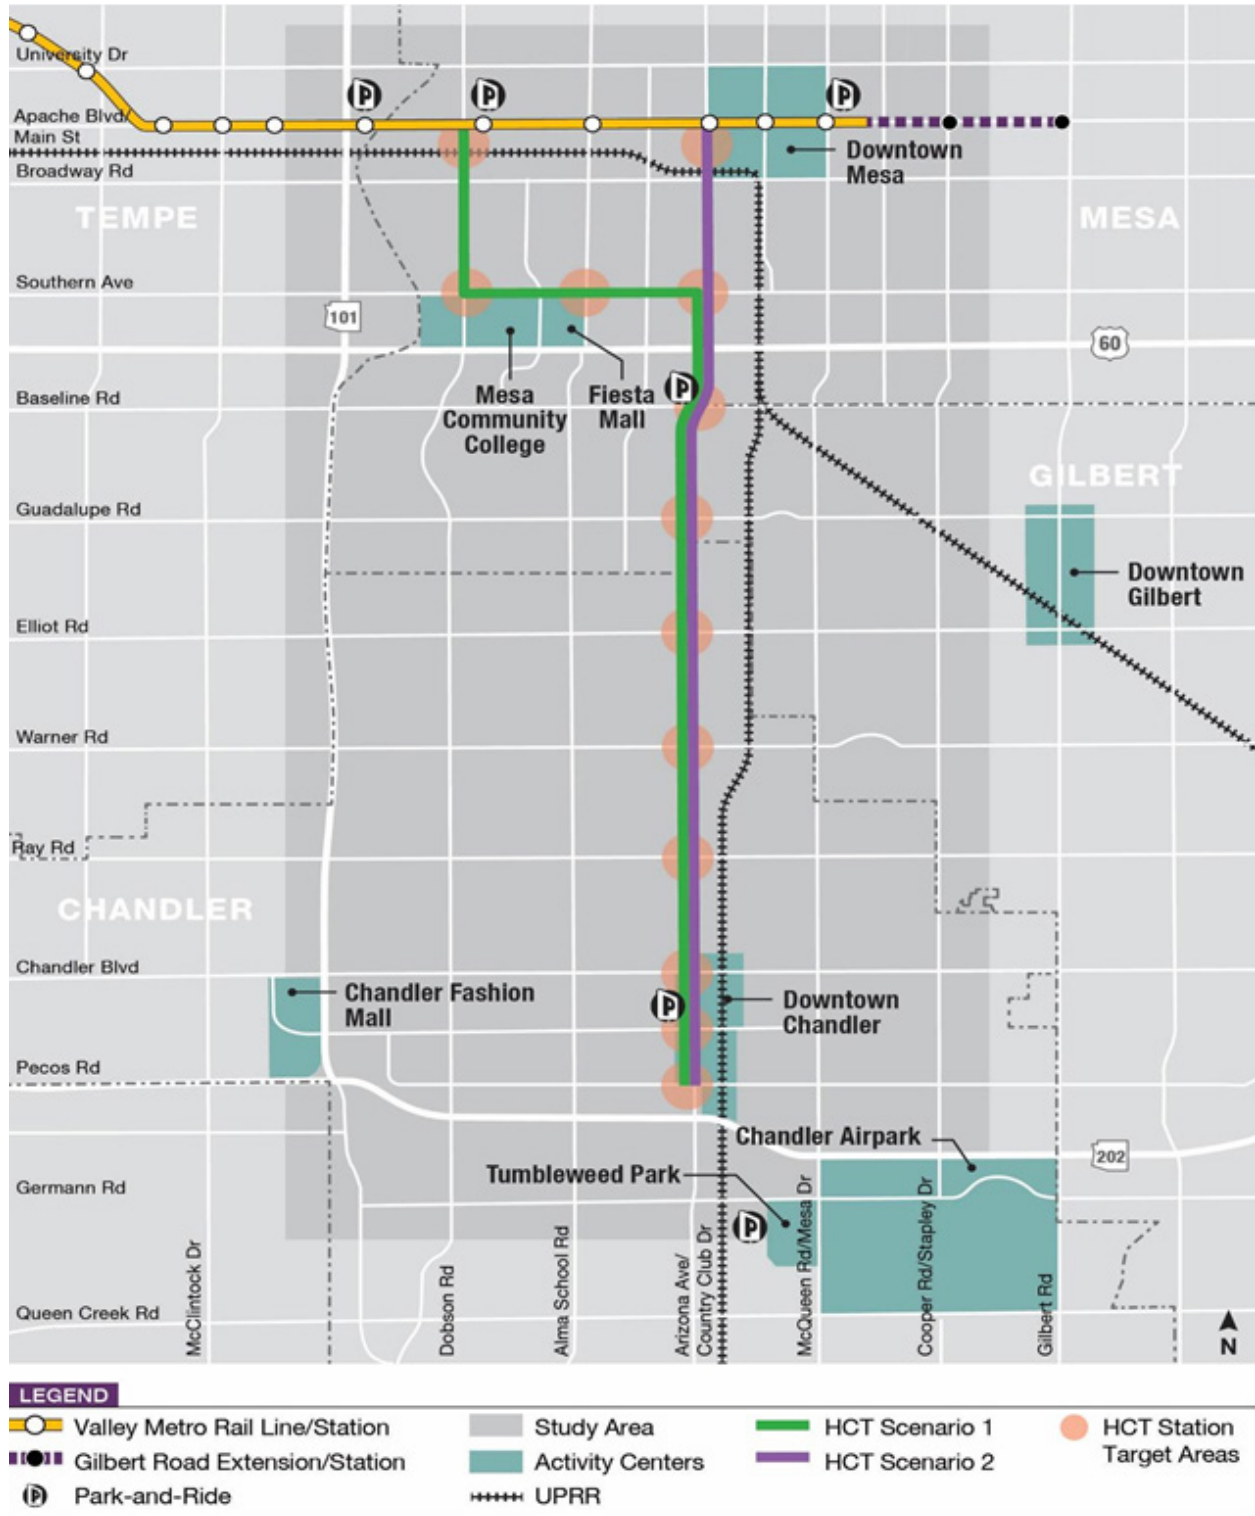 University Dr
Apache Blvd/
Main St
Broadway Rd
Downtown
Mesa
TEMPE
MESA
Southern Ave
101
60
Baseline Rd
Mesa
Community
College
Fiesta
Mall
GILBERT
Guadalupe Rd
Downtown
Gilbert
Elliot Rd
Warner Rd
Ray Rd
CHANDLER
Chandler Blvd
Chandler Fashion
Mall
Downtown
Chandler
Pecos Rd
Chandler Airpark
202
Tumbleweed Park
Germann Rd
Queen Creek Rd
McClintock Dr
Dobson Rd
Alma School Rd
Arizona Ave/
Country Club Dr
McQueen Rd/Mesa Dr
Cooper Rd/Stapley Dr
Gilbert Rd
N
P
P
P
P
P
P
LEGEND
Valley Metro Rail Line/Station
Gilbert Road Extension/Station
P Park-and-Ride
Study Area
Activity Centers
UPRR
HCT Scenario 1
HCT Scenario 2
HCT Station
Target Areas